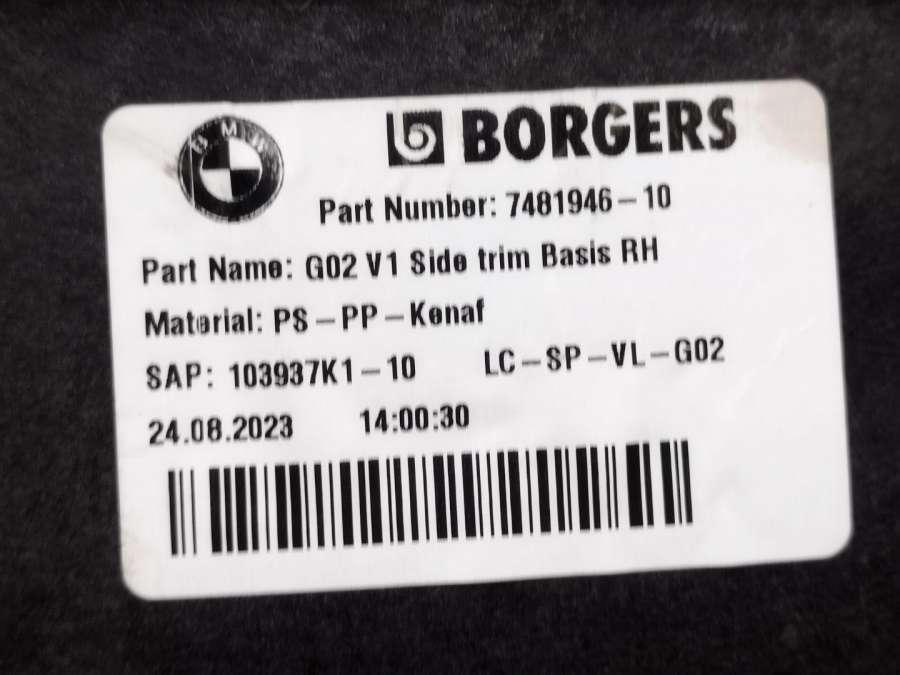 BMW
BORGERS
Part Number: 7481946-10
Part Name: G02 V1 Side trim Basis RH
Material: PS-PP-Kenaf
SAP: 103937K1-10 LC-SP-VL-G02
24.08.2023 14:00:30